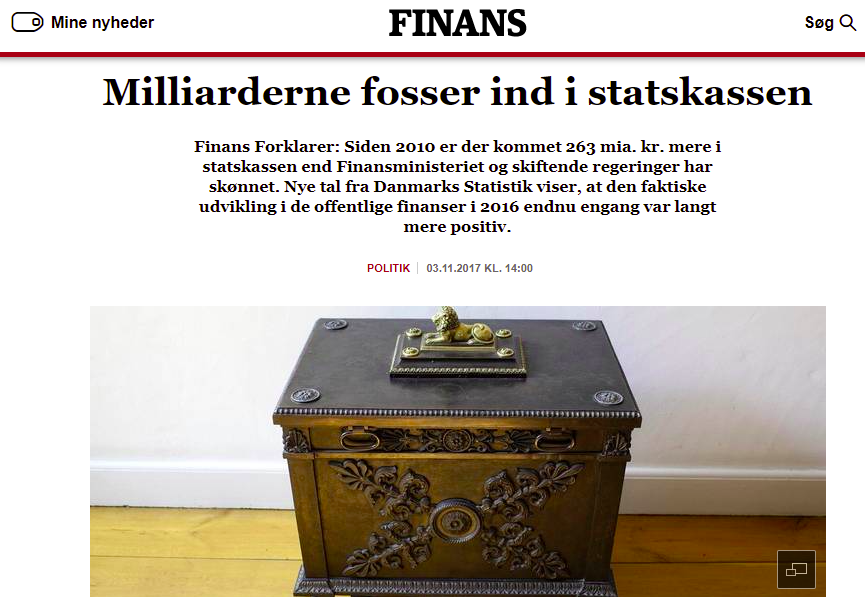 Mine nyheder
FINANS
Søg
Milliarderne fosser ind i statskassen
Finans Forklarer: Siden 2010 er der kommet 263 mia. kr. mere i
statskassen end Finansministeriet og skiftende regeringer har
skønnet. Nye tal fra Danmarks Statistik viser, at den faktiske
udvikling i de offentlige finanser i 2016 endnu engang var langt
mere positiv.
POLITIK | 03.11.2017 KL. 14:00